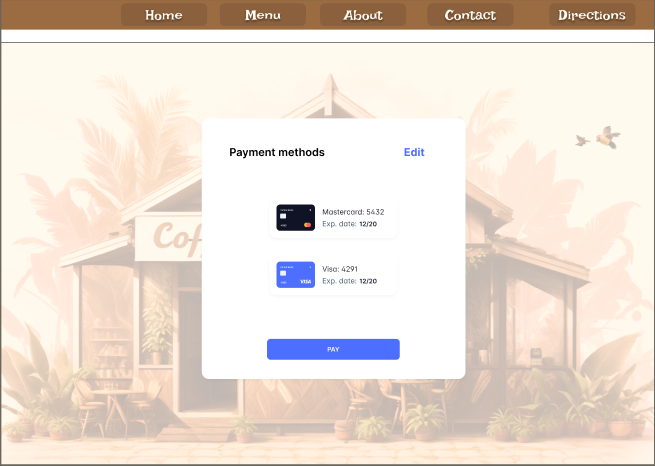 Home Menu About Contact Directions
Payment methods Edit
Cof
Mastercard: 5432
Exp. date: 12/20
VISA
Visa: 4291
Exp. date: 12/20
PAY